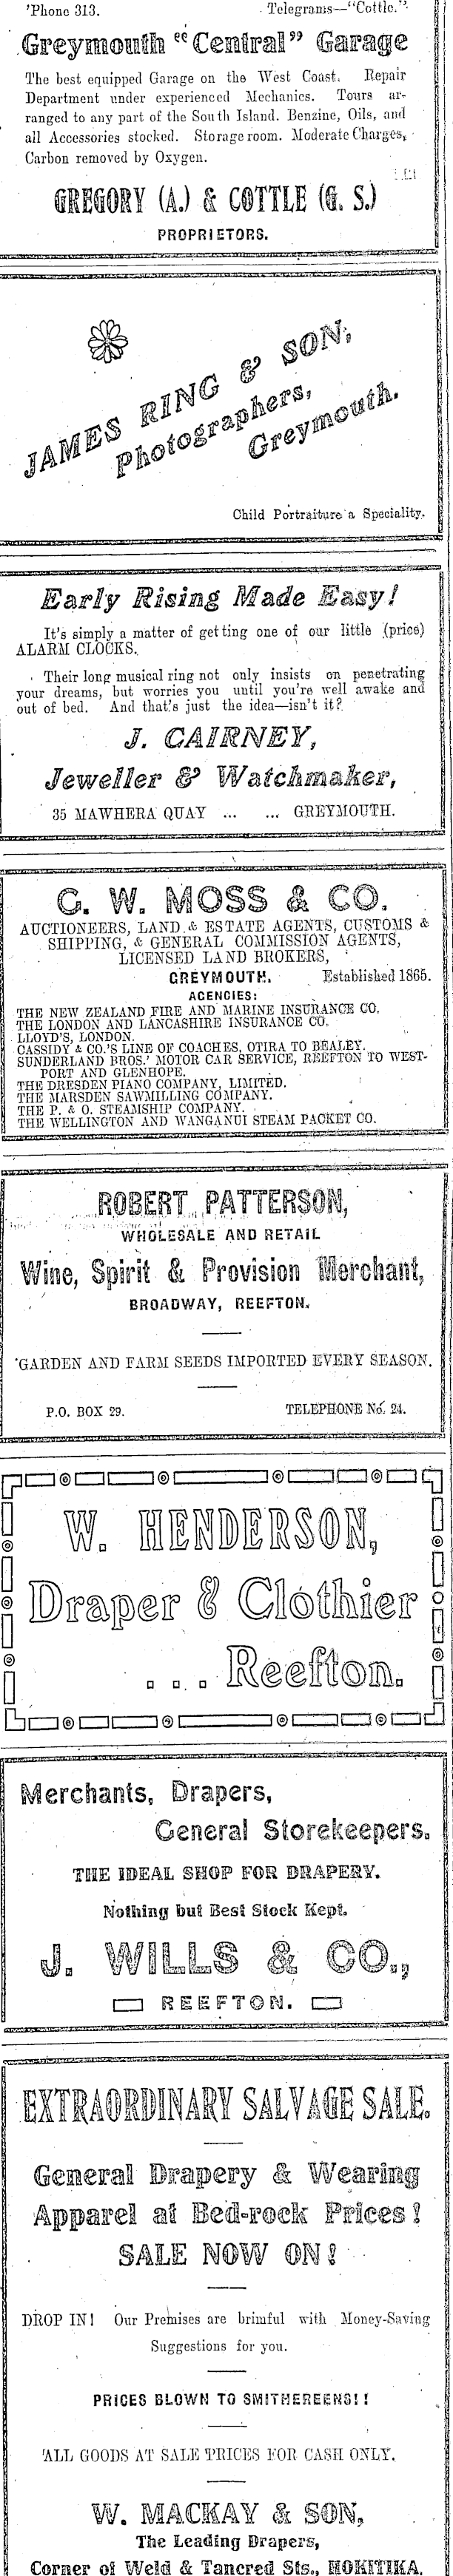 'Phone 313. Telegrams—"Cottle."
Greymouth "Central" Garage
The best equipped Garage on the West Coast. Repair
Department under experienced Mechanics. Tours ar-
ranged to any part of the South Island. Benzine, Oils, and
all Accessories stocked. Storage room. Moderate Charges,
Carbon removed by Oxygen.
GREGORY (A.) & COTTLE (G. S.)
PROPRIETORS.
JAMES RING & SON,
Photographers,
Greymouth.
Child Portraiture a Speciality.
Early Rising Made Easy!
It's simply a matter of getting one of our little (price)
ALARM CLOCKS.
Their long musical ring not only insists on penetrating
your dreams, but worries you until you're well awake and
out of bed. And that's just the idea—isn't it?
J. CAIRNEY,
Jeweller & Watchmaker,
35 MAWHERA QUAY ... ... GREYMOUTH.
G. W. MOSS & CO.
AUCTIONEERS, LAND & ESTATE AGENTS, CUSTOMS &
SHIPPING, & GENERAL COMMISSION AGENTS,
LICENSED LAND BROKERS,
GREYMOUTH. Established 1865.
AGENCIES:
THE NEW ZEALAND FIRE AND MARINE INSURANCE CO.
THE LONDON AND LANCASHIRE INSURANCE CO.
LLOYD'S, LONDON.
CASSIDY & CO.'S LINE OF COACHES, OTIRA TO BEALEY.
SUNDERLAND BROS.' MOTOR CAR SERVICE, REEFTON TO WEST-
PORT AND GLENHOPE.
THE DRESDEN PIANO COMPANY, LIMITED.
THE MARSDEN SAWMILLING COMPANY.
THE P. & O. STEAMSHIP COMPANY.
THE WELLINGTON AND WANGANUI STEAM PACKET CO.
ROBERT PATTERSON,
WHOLESALE AND RETAIL
Wine, Spirit & Provision Merchant,
BROADWAY, REEFTON.
GARDEN AND FARM SEEDS IMPORTED EVERY SEASON.
P.O. BOX 29. TELEPHONE No. 24.
W. HENDERSON,
Draper & Clothier
... Reefton.
Merchants, Drapers,
General Storekeepers.
THE IDEAL SHOP FOR DRAPERY.
Nothing but Best Stock Kept.
J. WILLS & CO.,
REEFTON.
EXTRAORDINARY SALVAGE SALE.
General Drapery & Wearing
Apparel at Bed-rock Prices!
SALE NOW ON!
DROP IN! Our Premises are brimful with Money-Saving
Suggestions for you.
PRICES BLOWN TO SMITHEREENS!!
ALL GOODS AT SALE PRICES FOR CASH ONLY.
W. MACKAY & SON,
The Leading Drapers,
Corner of Weld & Tancred Sts., HOKITIKA.